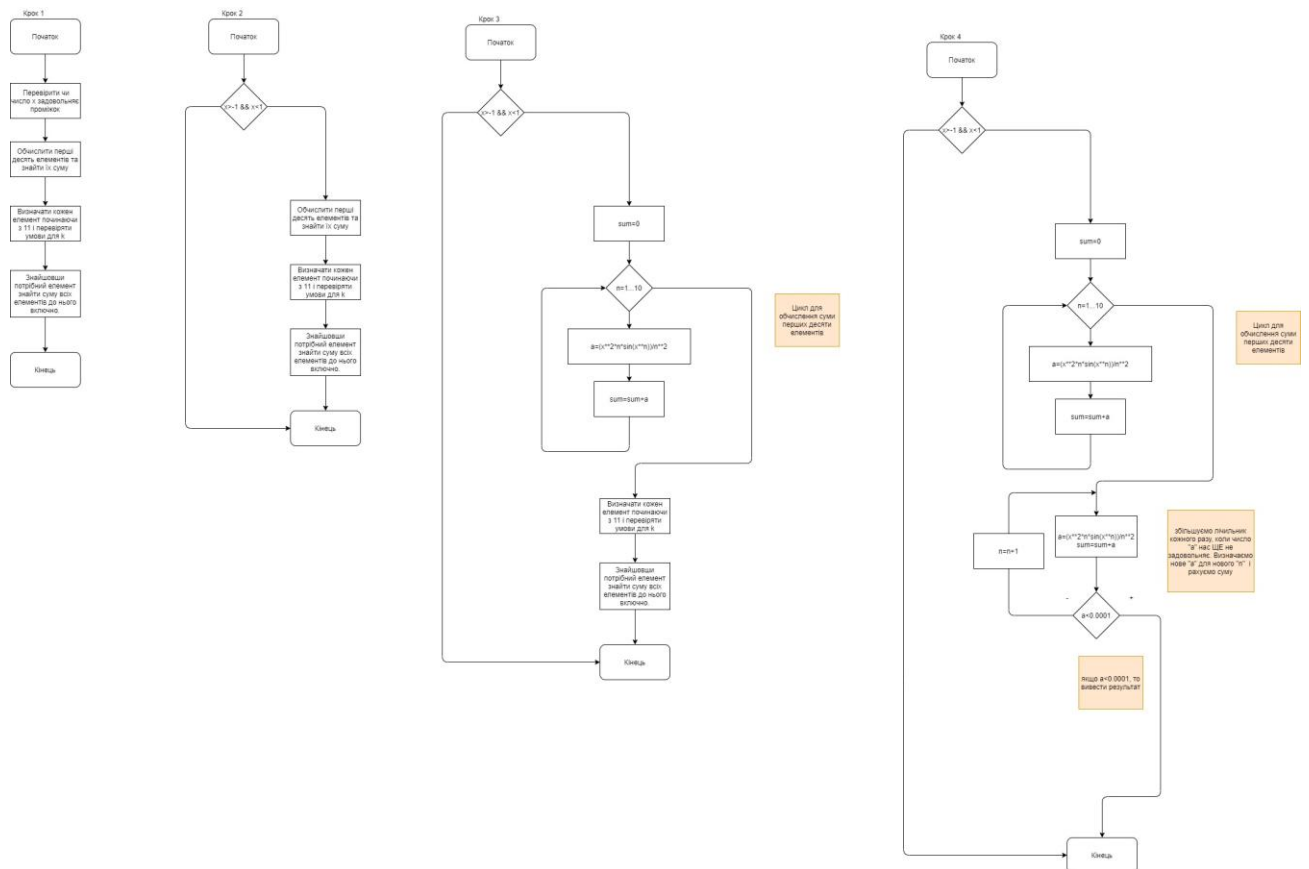 Крок 1
Початок
Перевірити чи
число х задовольняє
проміжок
Обчислити перші
десять елементів та
знайти їх суму
Визначати кожен
елемент починаючи
з 11 і перевіряти
умови для k
Знайшовши
потрібний елемент
знайти суму всіх
елементів до нього
включно.
Кінець
Крок 2
Початок
x>-1 && x<1
Обчислити перші
десять елементів та
знайти їх суму
Визначати кожен
елемент починаючи
з 11 і перевіряти
умови для k
Знайшовши
потрібний елемент
знайти суму всіх
елементів до нього
включно.
Кінець
Крок 3
Початок
x>-1 && x<1
sum=0
n=1... 10
a=(x**2*n*sin(x**n))/n**2
sum=sum+a
Цикл для
обчислення суми
перших десяти
елементів
Визначати кожен
елемент починаючи
з 11 і перевіряти
умови для k
Знайшовши
потрібний елемент
знайти суму всіх
елементів до нього
включно.
Кінець
Крок 4
Початок
x>-1 && x<1
sum=0
n=1... 10
a=(x**2*n*sin(x**n))/n**2
sum=sum+a
Цикл для
обчислення суми
перших десяти
елементів
n=n+1
a=(x**2*n*sin(x**n))/n**2
sum=sum+a
збільшуємо лічильник
кожного разу, коли число
"a" нас ЩЕ не
задовольняє. Визначаємо
нове "a" для нового "n" і
рахуємо суму
- +
a<0.0001
якщо a<0.0001, то
вивести результат
Кінець